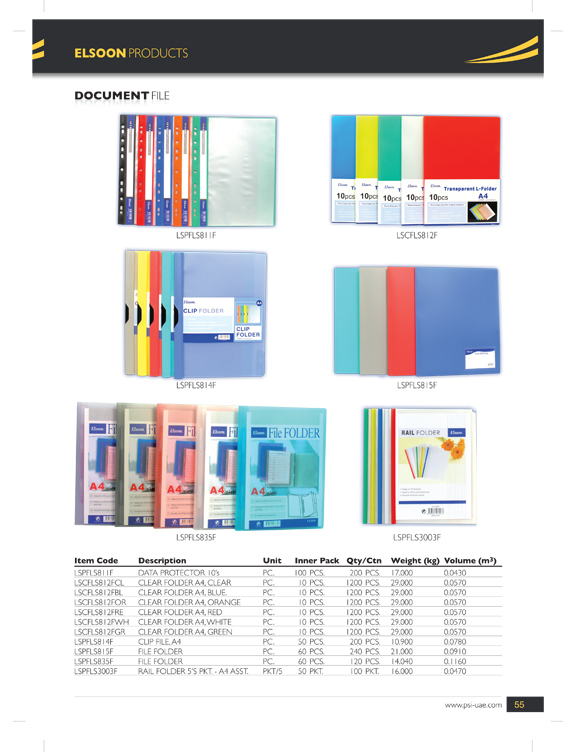 ELSOON PRODUCTS
DOCUMENT FILE
LSPFLS811F
Elsoon
Transparent L-Folder
10pcs 10pcs 10pcs 10pcs 10pcs A4
LSCFLS812F
Elsoon
A4
CLIP FOLDER
CLIP
FOLDER
LSPFLS814F
LSPFLS815F
Elsoon File FOLDER
A4 A4 A4 A4 A4
LSPFLS835F
RAIL FOLDER Elsoon
LSPFLS3003F
Item Code Description Unit Inner Pack Qty/Ctn Weight (kg) Volume (m³)
LSPFLS811F DATA PROTECTOR 10's PC. 100 PCS. 200 PCS. 17.000 0.0430
LSCFLS812FCL CLEAR FOLDER A4, CLEAR PC. 10 PCS. 1200 PCS. 29.000 0.0570
LSCFLS812FBL CLEAR FOLDER A4, BLUE. PC. 10 PCS. 1200 PCS. 29.000 0.0570
LSCFLS812FOR CLEAR FOLDER A4, ORANGE PC. 10 PCS. 1200 PCS. 29.000 0.0570
LSCFLS812FRE CLEAR FOLDER A4, RED PC. 10 PCS. 1200 PCS. 29.000 0.0570
LSCFLS812FWH CLEAR FOLDER A4, WHITE PC. 10 PCS. 1200 PCS. 29.000 0.0570
LSCFLS812FGR CLEAR FOLDER A4, GREEN PC. 10 PCS. 1200 PCS. 29.000 0.0570
LSPFLS814F CLIP FILE, A4 PC. 50 PCS. 200 PCS. 10.900 0.0780
LSPFLS815F FILE FOLDER PC. 60 PCS. 240 PCS. 21.000 0.0910
LSPFLS835F FILE FOLDER PC. 60 PCS. 120 PCS. 14.040 0.1160
LSPFLS3003F RAIL FOLDER 5'S PKT. - A4 ASST. PKT/5 50 PKT. 100 PKT. 16.000 0.0470
www.psi-uae.com 55